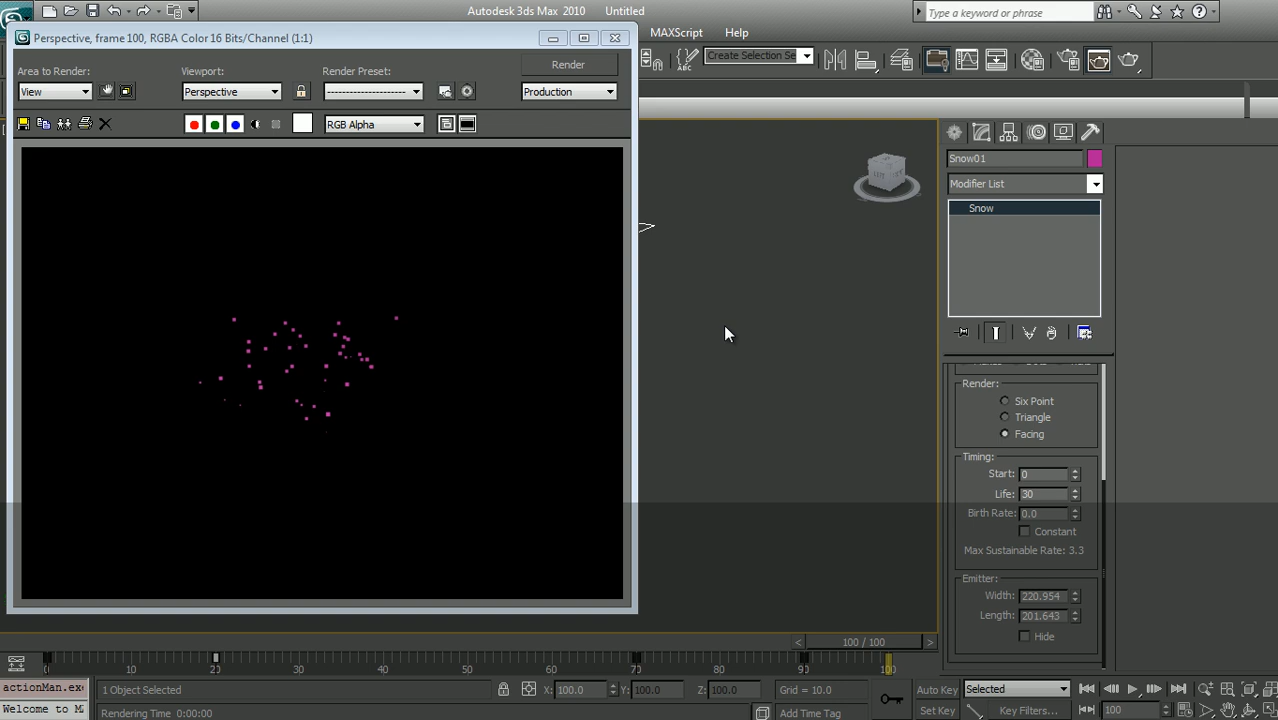 Autodesk 3ds Max 2010 Untitled
Type a keyword or phrase
Perspective, frame 100, RGBA Color 16 Bits/Channel (1:1)
MAXScript Help
Area to Render: Viewport: Render Preset: Render
View Perspective Production
Create Selection Se
ABC
RGB Alpha
Snow01
Modifier List
Snow
Render:
Six Point
Triangle
Facing
Timing:
Start: 0
Life: 30
Birth Rate: 0.0
Constant
Max Sustainable Rate: 3.3
Emitter:
Width: 220.954
Length: 201.643
Hide
< 100 / 100 >
0 10 20 30 40 50 60 70 80 90 100
actionMan.ex 1 Object Selected X: 100.0 Y: 100.0 Z: 100.0 Grid = 10.0 Auto Key Selected
Welcome to M Rendering Time 0:00:00 Add Time Tag Set Key Key Filters... 100